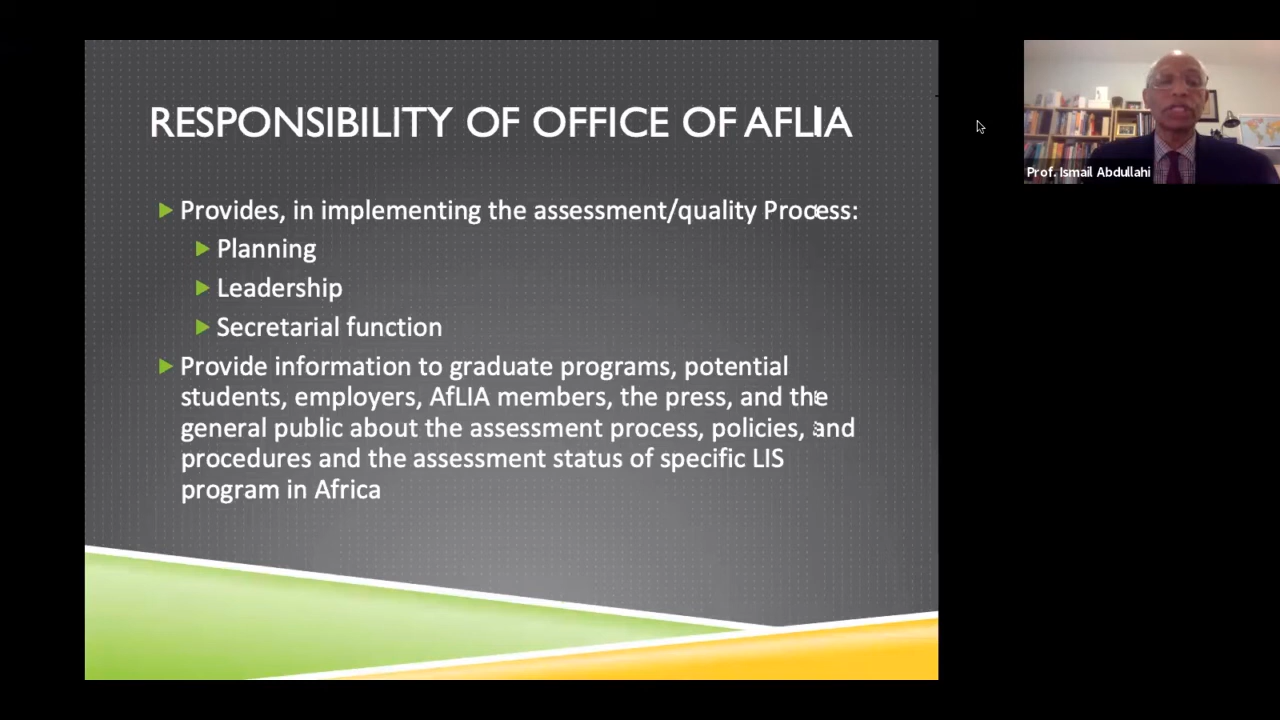 RESPONSIBILITY OF OFFICE OF AFLIA
Provides, in implementing the assessment/quality Process:
Planning
Leadership
Secretarial function
Provide information to graduate programs, potential
students, employers, AfLIA members, the press, and the
general public about the assessment process, policies, and
procedures and the assessment status of specific LIS
program in Africa
Prof. Ismail Abdullahi